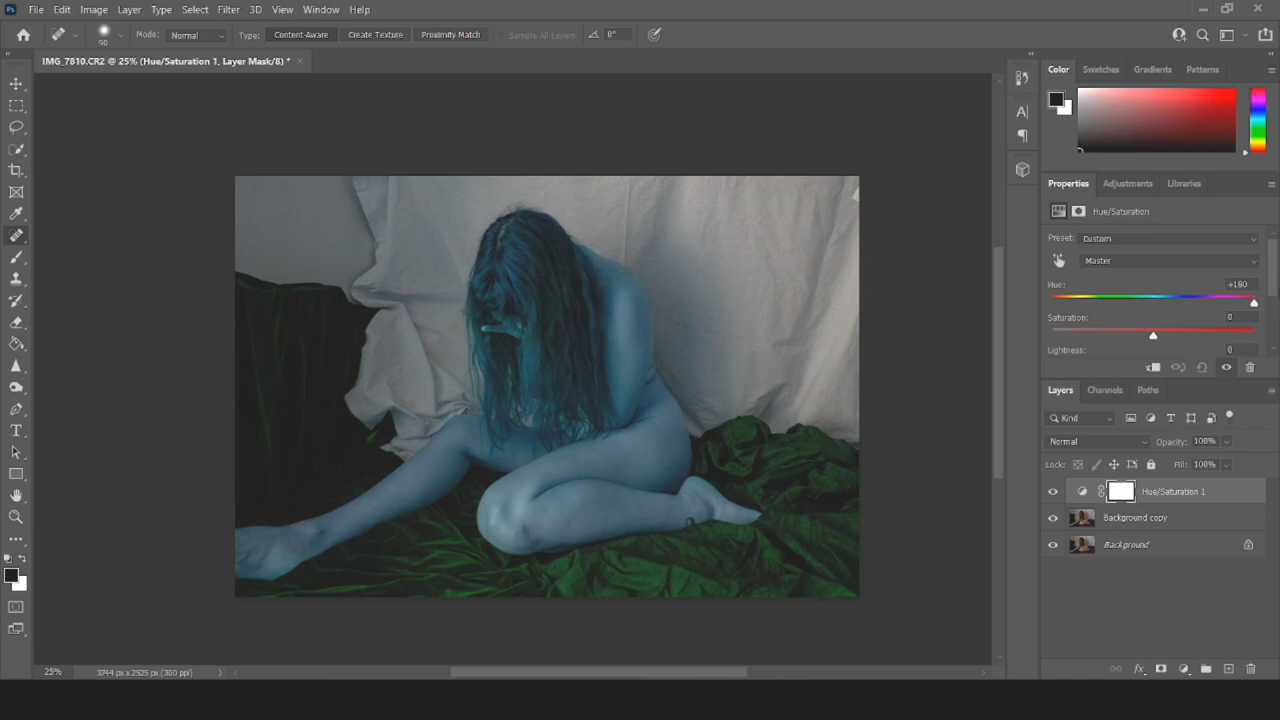 Ps File Edit Image Layer Type Select Filter 3D View Window Help
90 Mode: Normal Type: Content-Aware Create Texture Proximity Match Sample All Layers 0°
IMG_7810.CR2 @ 25% (Hue/Saturation 1, Layer Mask/8) *
Color Swatches Gradients Patterns
Properties Adjustments Libraries
Hue/Saturation
Preset: Custom
Master
Hue: +180
Saturation: 0
Lightness: 0
Layers Channels Paths
Kind
Normal Opacity: 100%
Lock: Fill: 100%
Hue/Saturation 1
Background copy
Background
25% 3744 px x 2525 px (300 ppi)